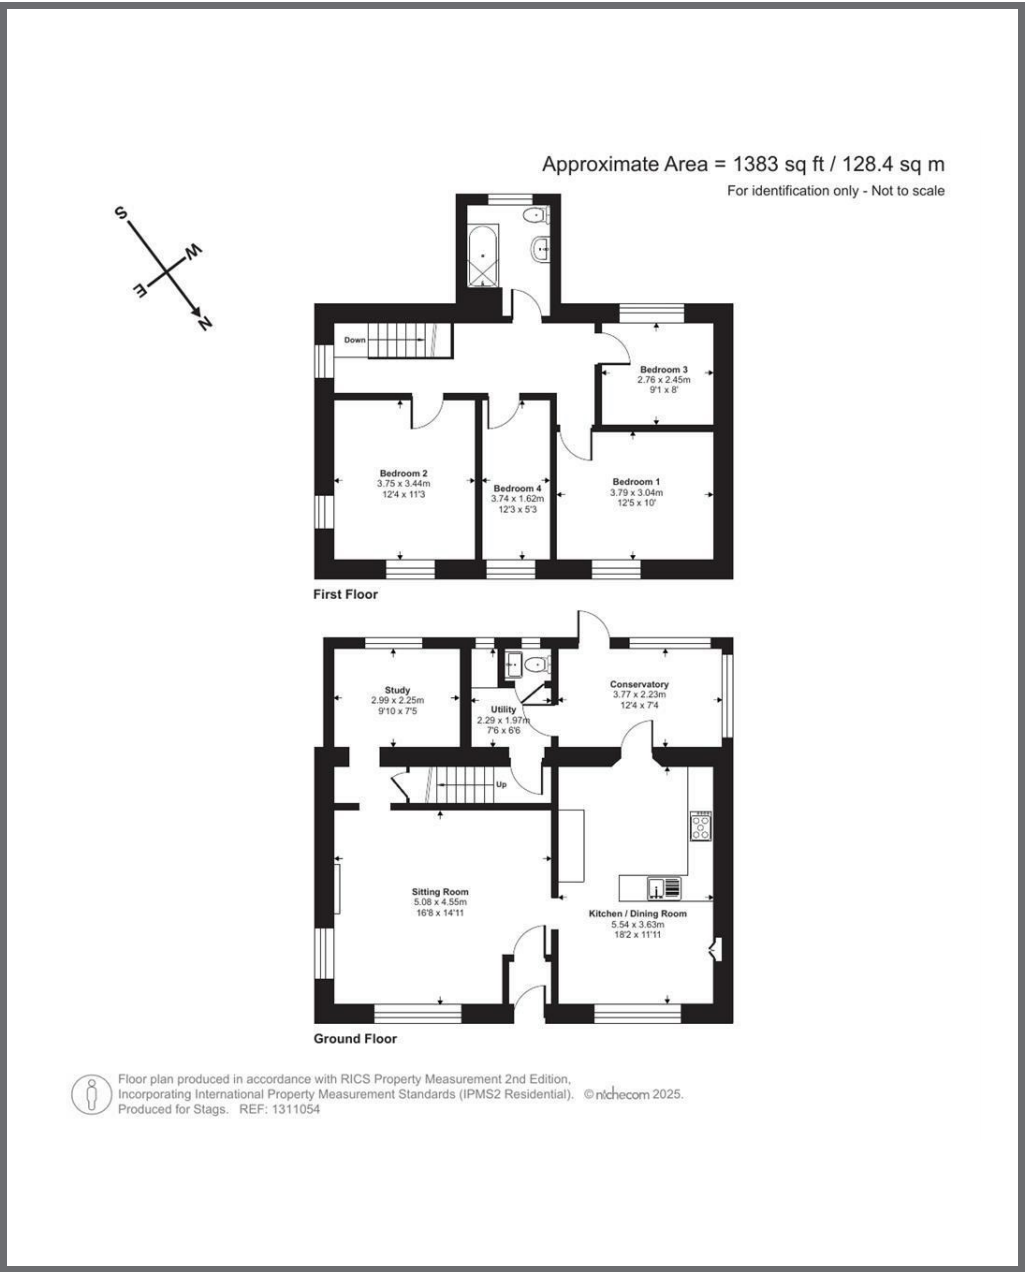 Approximate Area = 1383 sq ft / 128.4 sq m
For identification only - Not to scale
S
W
E
N
Down
Bedroom 3
2.76 x 2.45m
9'1 x 8'
Bedroom 2
3.75 x 3.44m
12'4 x 11'3
Bedroom 4
3.74 x 1.62m
12'3 x 5'3
Bedroom 1
3.79 x 3.04m
12'5 x 10'
First Floor
Study
2.99 x 2.25m
9'10 x 7'5
Utility
2.29 x 1.97m
7'6 x 6'6
Conservatory
3.77 x 2.23m
12'4 x 7'4
Up
Sitting Room
5.08 x 4.55m
16'8 x 14'11
Kitchen / Dining Room
5.54 x 3.63m
18'2 x 11'11
Ground Floor
Floor plan produced in accordance with RICS Property Measurement 2nd Edition,
Incorporating International Property Measurement Standards (IPMS2 Residential). © nichecom 2025.
Produced for Stags. REF: 1311054